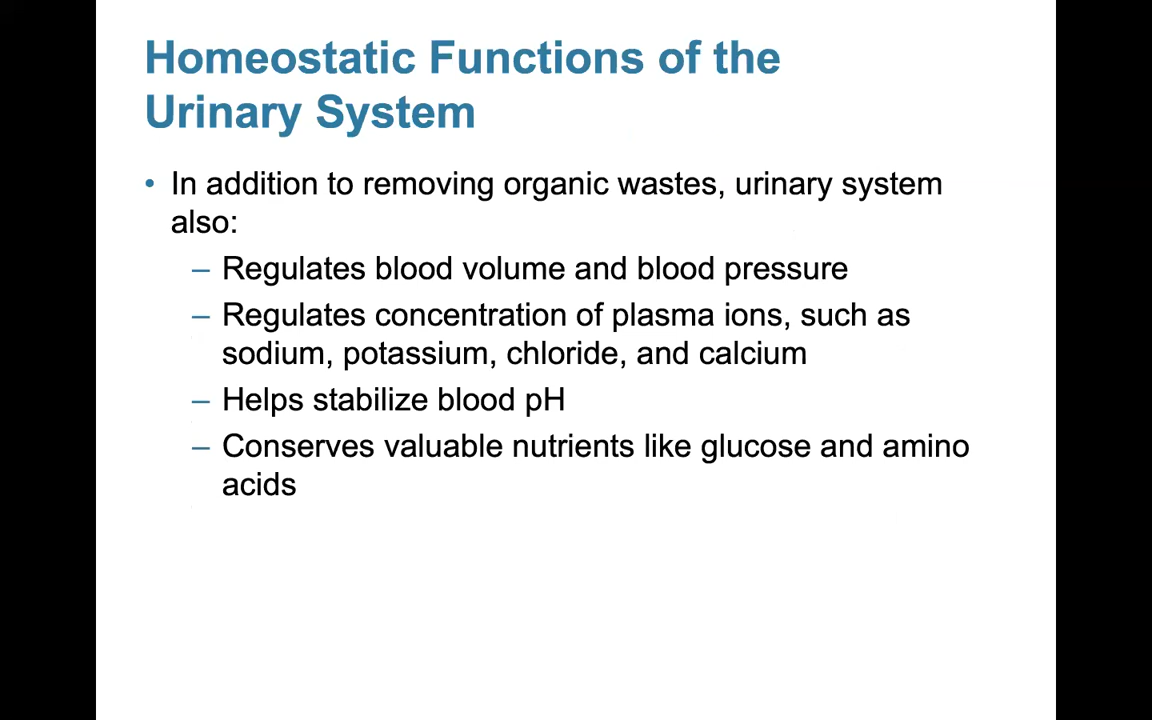 Homeostatic Functions of the
Urinary System
• In addition to removing organic wastes, urinary system
also:
– Regulates blood volume and blood pressure
– Regulates concentration of plasma ions, such as
sodium, potassium, chloride, and calcium
– Helps stabilize blood pH
– Conserves valuable nutrients like glucose and amino
acids